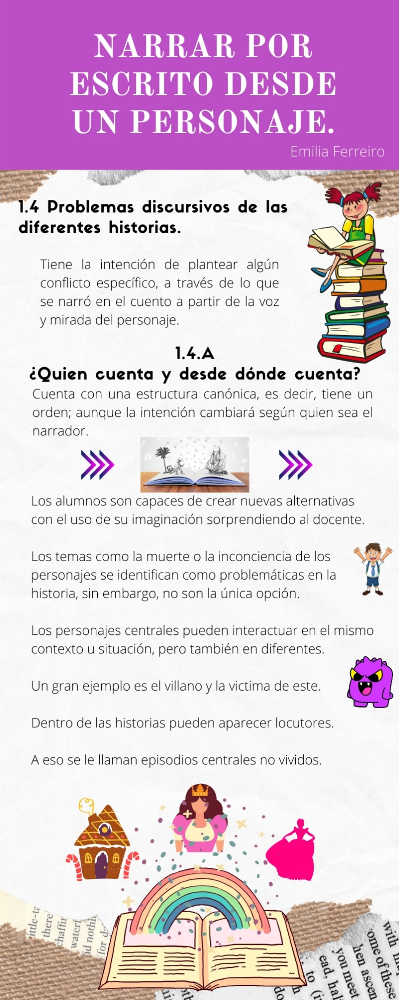 NARRAR POR
ESCRITO DESDE
UN PERSONAJE.
Emilia Ferreiro
1.4 Problemas discursivos de las
diferentes historias.
Tiene la intención de plantear algún
conflicto específico, a través de lo que
se narró en el cuento a partir de la voz
y mirada del personaje.
1.4.A
¿Quien cuenta y desde dónde cuenta?
Cuenta con una estructura canónica, es decir, tiene un
orden; aunque la intención cambiará según quien sea el
narrador.
Los alumnos son capaces de crear nuevas alternativas
con el uso de su imaginación sorprendiendo al docente.
Los temas como la muerte o la inconciencia de los
personajes se identifican como problemáticas en la
historia, sin embargo, no son la única opción.
Los personajes centrales pueden interactuar en el mismo
contexto u situación, pero también en diferentes.
Un gran ejemplo es el villano y la victima de este.
Dentro de las historias pueden aparecer locutores.
A eso se le llaman episodios centrales no vividos.
there
chaffin
for
with
ome of these
hen ascen
you meet
ead, hal
to